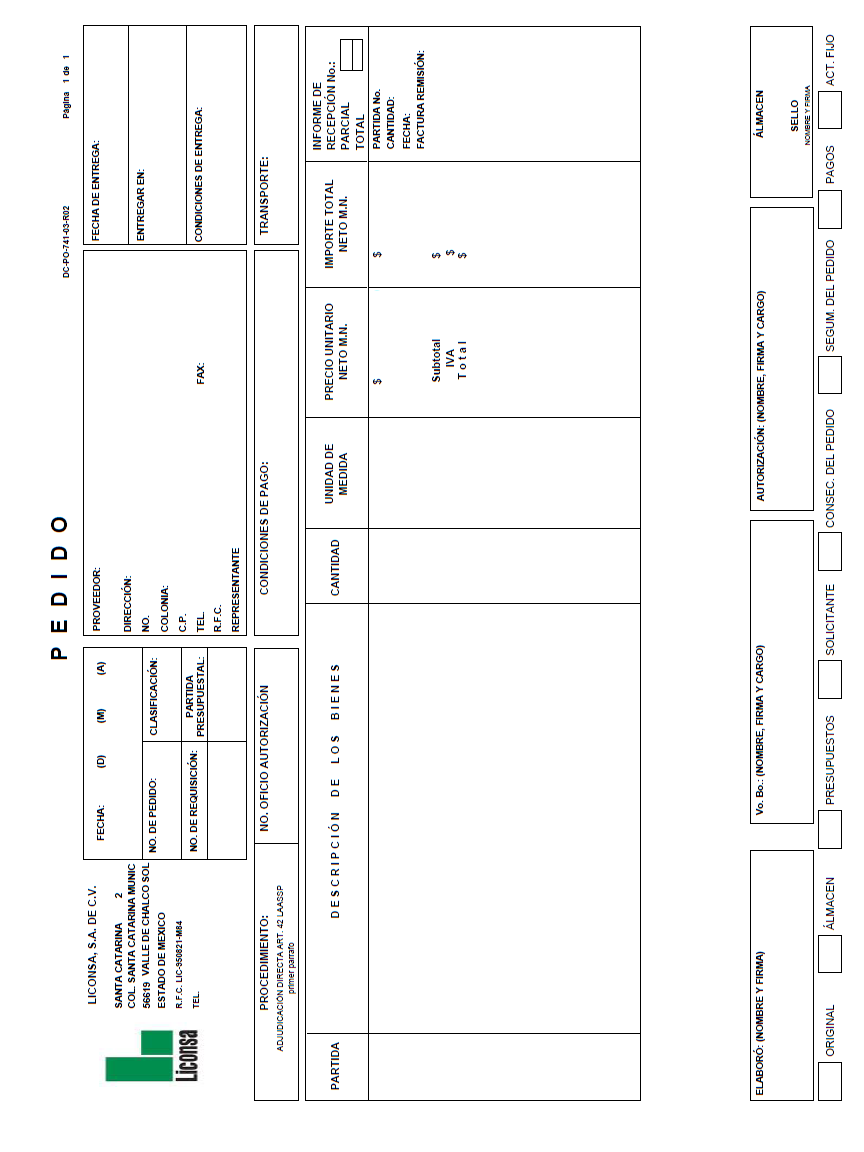 P E D I D O
DC-PO-741-03-R02
Página 1 de 1
Liconsa
LICONSA, S.A. DE C.V.
SANTA CATARINA 2
COL. SANTA CATARINA MUNIC
56619 VALLE DE CHALCO SOL
ESTADO DE MEXICO
R.F.C. LIC-950821-M84
TEL.
FECHA: (D) (M) (A)
NO. DE PEDIDO:
CLASIFICACIÓN:
NO. DE REQUISICIÓN:
PARTIDA
PRESUPUESTAL:
PROVEEDOR:
DIRECCIÓN:
NO.
COLONIA:
C.P.
TEL. FAX:
R.F.C.
REPRESENTANTE
FECHA DE ENTREGA:
ENTREGAR EN:
CONDICIONES DE ENTREGA:
PROCEDIMIENTO:
ADJUDICACIÓN DIRECTA ART. 42 LAASSP
primer parrafo
NO. OFICIO AUTORIZACIÓN
CONDICIONES DE PAGO:
TRANSPORTE:
PARTIDA
D E S C R I P C I Ó N D E L O S B I E N E S
CANTIDAD
UNIDAD DE
MEDIDA
PRECIO UNITARIO
NETO M.N.
IMPORTE TOTAL
NETO M.N.
INFORME DE
RECEPCIÓN No.:
PARCIAL
TOTAL
$ $
PARTIDA No.
CANTIDAD:
FECHA:
FACTURA REMISIÓN:
Subtotal $
IVA $
T o t a l $
ELABORÓ: (NOMBRE Y FIRMA)
Vo. Bo.: (NOMBRE, FIRMA Y CARGO)
AUTORIZACIÓN: (NOMBRE, FIRMA Y CARGO)
ÁLMACEN
SELLO
NOMBRE Y FIRMA
ORIGINAL
ÁLMACEN
PRESUPUESTOS
SOLICITANTE
CONSEC. DEL PEDIDO
SEGUM. DEL PEDIDO
PAGOS
ACT. FIJO